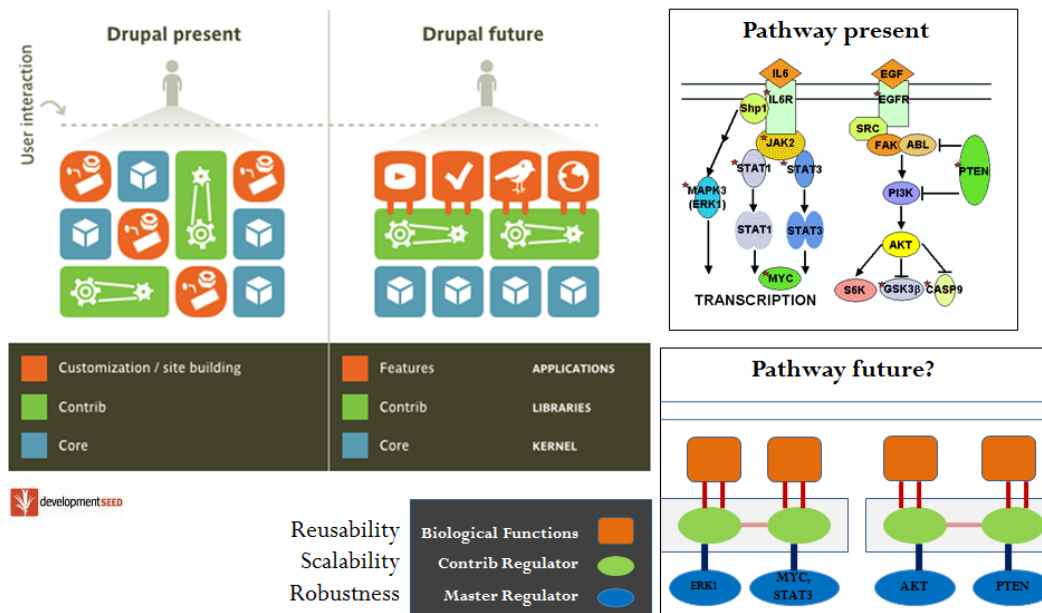 Drupal present
Drupal future
User interaction
Customization / site building
Contrib
Core
Features
APPLICATIONS
Contrib
LIBRARIES
Core
KERNEL
developmentSEED
Reusability
Scalability
Robustness
Biological Functions
Contrib Regulator
Master Regulator
Pathway present
IL6
EGF
IL6R
EGFR
Shp1
SRC
JAK2
FAK
ABL
STAT1
STAT3
PTEN
MAPK3
(ERK1)
PI3K
STAT1
STAT3
AKT
MYC
TRANSCRIPTION
S6K
GSK3β
CASP9
Pathway future?
ERK1
MYC,
STAT3
AKT
PTEN